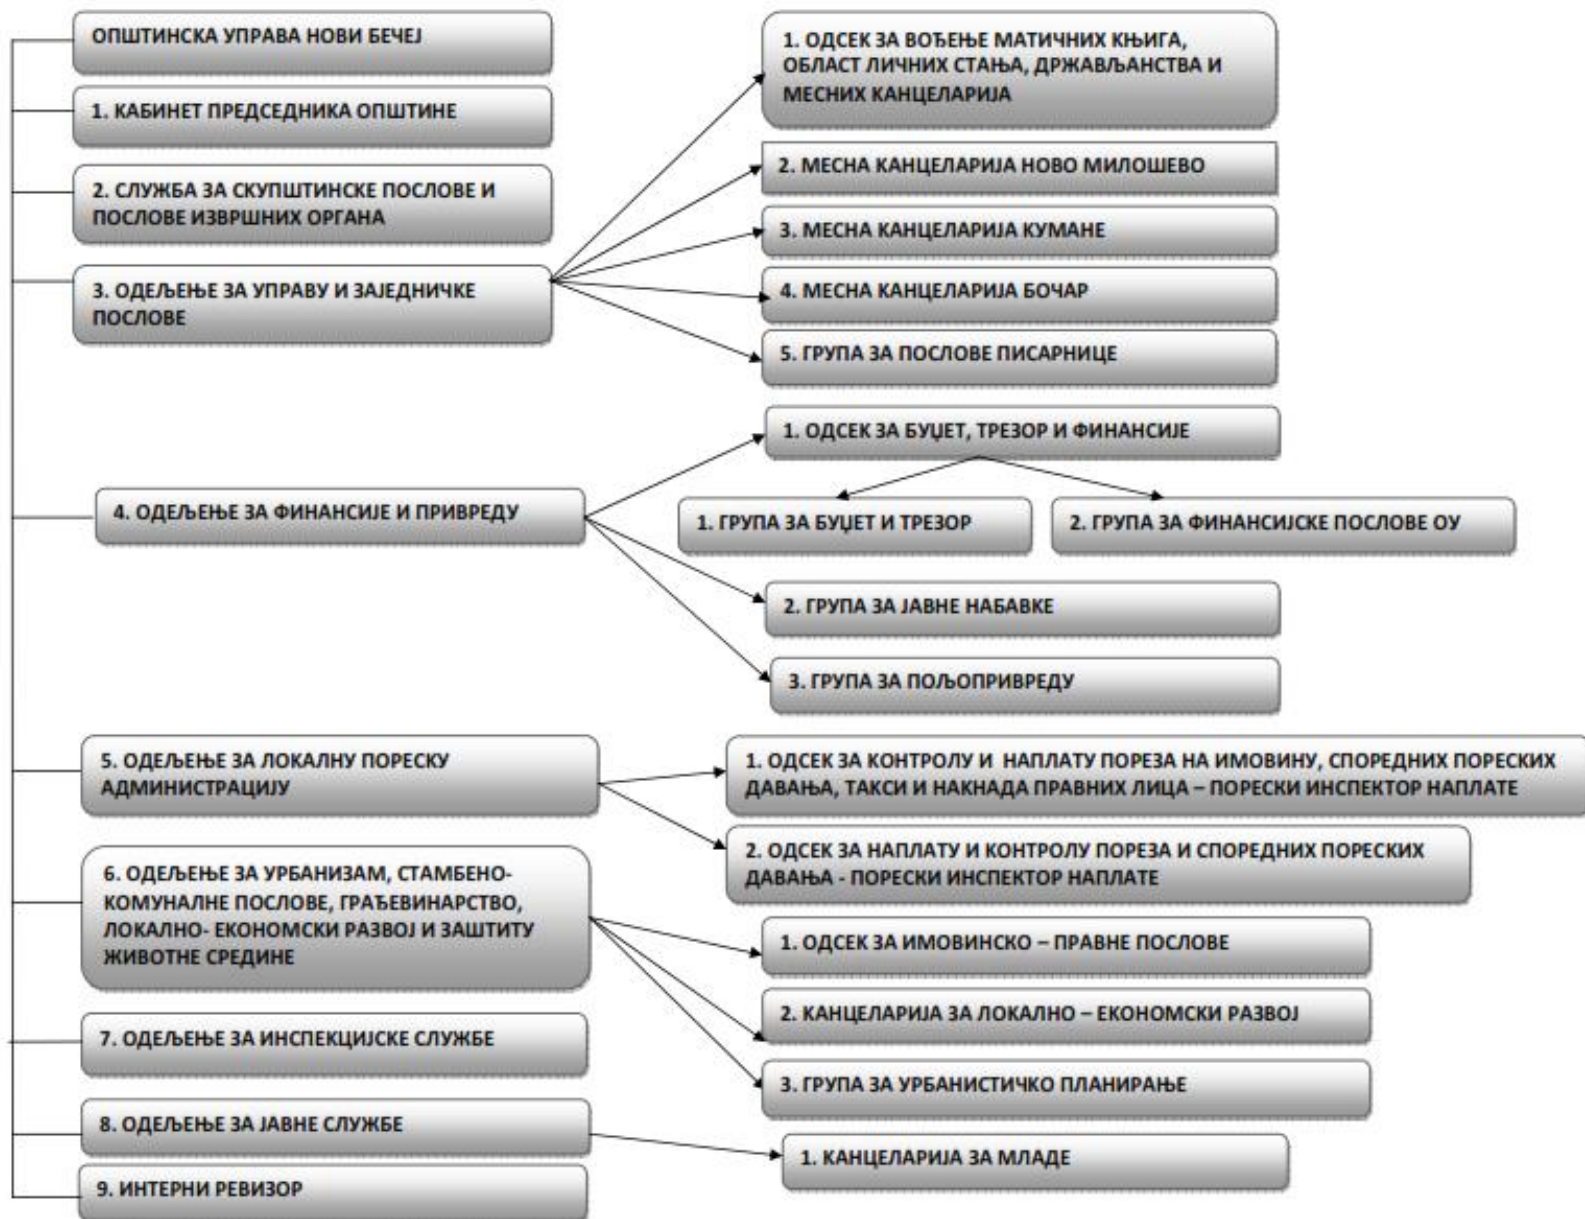 ОПШТИНСКА УПРАВА НОВИ БЕЧЕЈ
1. КАБИНЕТ ПРЕДСЕДНИКА ОПШТИНЕ
2. СЛУЖБА ЗА СКУПШТИНСКЕ ПОСЛОВЕ И
ПОСЛОВЕ ИЗВРШНИХ ОРГАНА
3. ОДЕЉЕЊЕ ЗА УПРАВУ И ЗАЈЕДНИЧКЕ
ПОСЛОВЕ
1. ОДСЕК ЗА ВОЂЕЊЕ МАТИЧНИХ КЊИГА,
ОБЛАСТ ЛИЧНИХ СТАЊА, ДРЖАВЉАНСТВА И
МЕСНИХ КАНЦЕЛАРИЈА
2. МЕСНА КАНЦЕЛАРИЈА НОВО МИЛОШЕВО
3. МЕСНА КАНЦЕЛАРИЈА КУМАНЕ
4. МЕСНА КАНЦЕЛАРИЈА БОЧАР
5. ГРУПА ЗА ПОСЛОВЕ ПИСАРНИЦЕ
4. ОДЕЉЕЊЕ ЗА ФИНАНСИЈЕ И ПРИВРЕДУ
1. ОДСЕК ЗА БУЏЕТ, ТРЕЗОР И ФИНАНСИЈЕ
1. ГРУПА ЗА БУЏЕТ И ТРЕЗОР
2. ГРУПА ЗА ФИНАНСИЈСКЕ ПОСЛОВЕ ОУ
2. ГРУПА ЗА ЈАВНЕ НАБАВКЕ
3. ГРУПА ЗА ПОЉОПРИВРЕДУ
5. ОДЕЉЕЊЕ ЗА ЛОКАЛНУ ПОРЕСКУ
АДМИНИСТРАЦИЈУ
1. ОДСЕК ЗА КОНТРОЛУ И НАПЛАТУ ПОРЕЗА НА ИМОВИНУ, СПОРЕДНИХ ПОРЕСКИХ
ДАВАЊА, ТАКСИ И НАКНАДА ПРАВНИХ ЛИЦА – ПОРЕСКИ ИНСПЕКТОР НАПЛАТЕ
2. ОДСЕК ЗА НАПЛАТУ И КОНТРОЛУ ПОРЕЗА И СПОРЕДНИХ ПОРЕСКИХ
ДАВАЊА - ПОРЕСКИ ИНСПЕКТОР НАПЛАТЕ
6. ОДЕЉЕЊЕ ЗА УРБАНИЗАМ, СТАМБЕНО-
КОМУНАЛНЕ ПОСЛОВЕ, ГРАЂЕВИНАРСТВО,
ЛОКАЛНО- ЕКОНОМСКИ РАЗВОЈ И ЗАШТИТУ
ЖИВОТНЕ СРЕДИНЕ
1. ОДСЕК ЗА ИМОВИНСКО – ПРАВНЕ ПОСЛОВЕ
2. КАНЦЕЛАРИЈА ЗА ЛОКАЛНО – ЕКОНОМСКИ РАЗВОЈ
3. ГРУПА ЗА УРБАНИСТИЧКО ПЛАНИРАЊЕ
7. ОДЕЉЕЊЕ ЗА ИНСПЕКЦИЈСКЕ СЛУЖБЕ
8. ОДЕЉЕЊЕ ЗА ЈАВНЕ СЛУЖБЕ
1. КАНЦЕЛАРИЈА ЗА МЛАДЕ
9. ИНТЕРНИ РЕВИЗОР